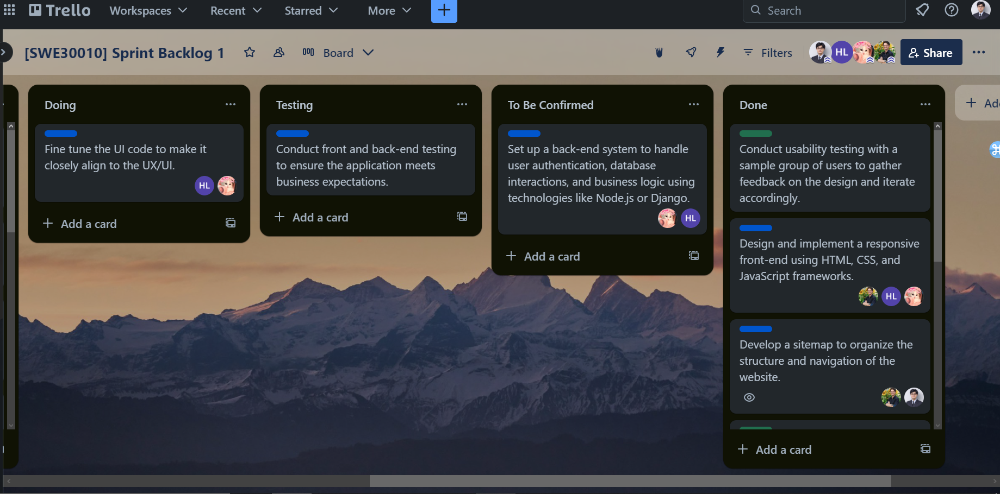 Trello
Workspaces
Recent
Starred
More
Search
[SWE30010] Sprint Backlog 1
Board
Filters
HL
Share
Doing
Fine tune the UI code to make it
closely align to the UX/UI.
HL
Add a card
Testing
Conduct front and back-end testing
to ensure the application meets
business expectations.
Add a card
To Be Confirmed
Set up a back-end system to handle
user authentication, database
interactions, and business logic using
technologies like Node.js or Django.
HL
Add a card
Done
Conduct usability testing with a
sample group of users to gather
feedback on the design and iterate
accordingly.
Design and implement a responsive
front-end using HTML, CSS, and
JavaScript frameworks.
HL
Develop a sitemap to organize the
structure and navigation of the
website.
Add a card